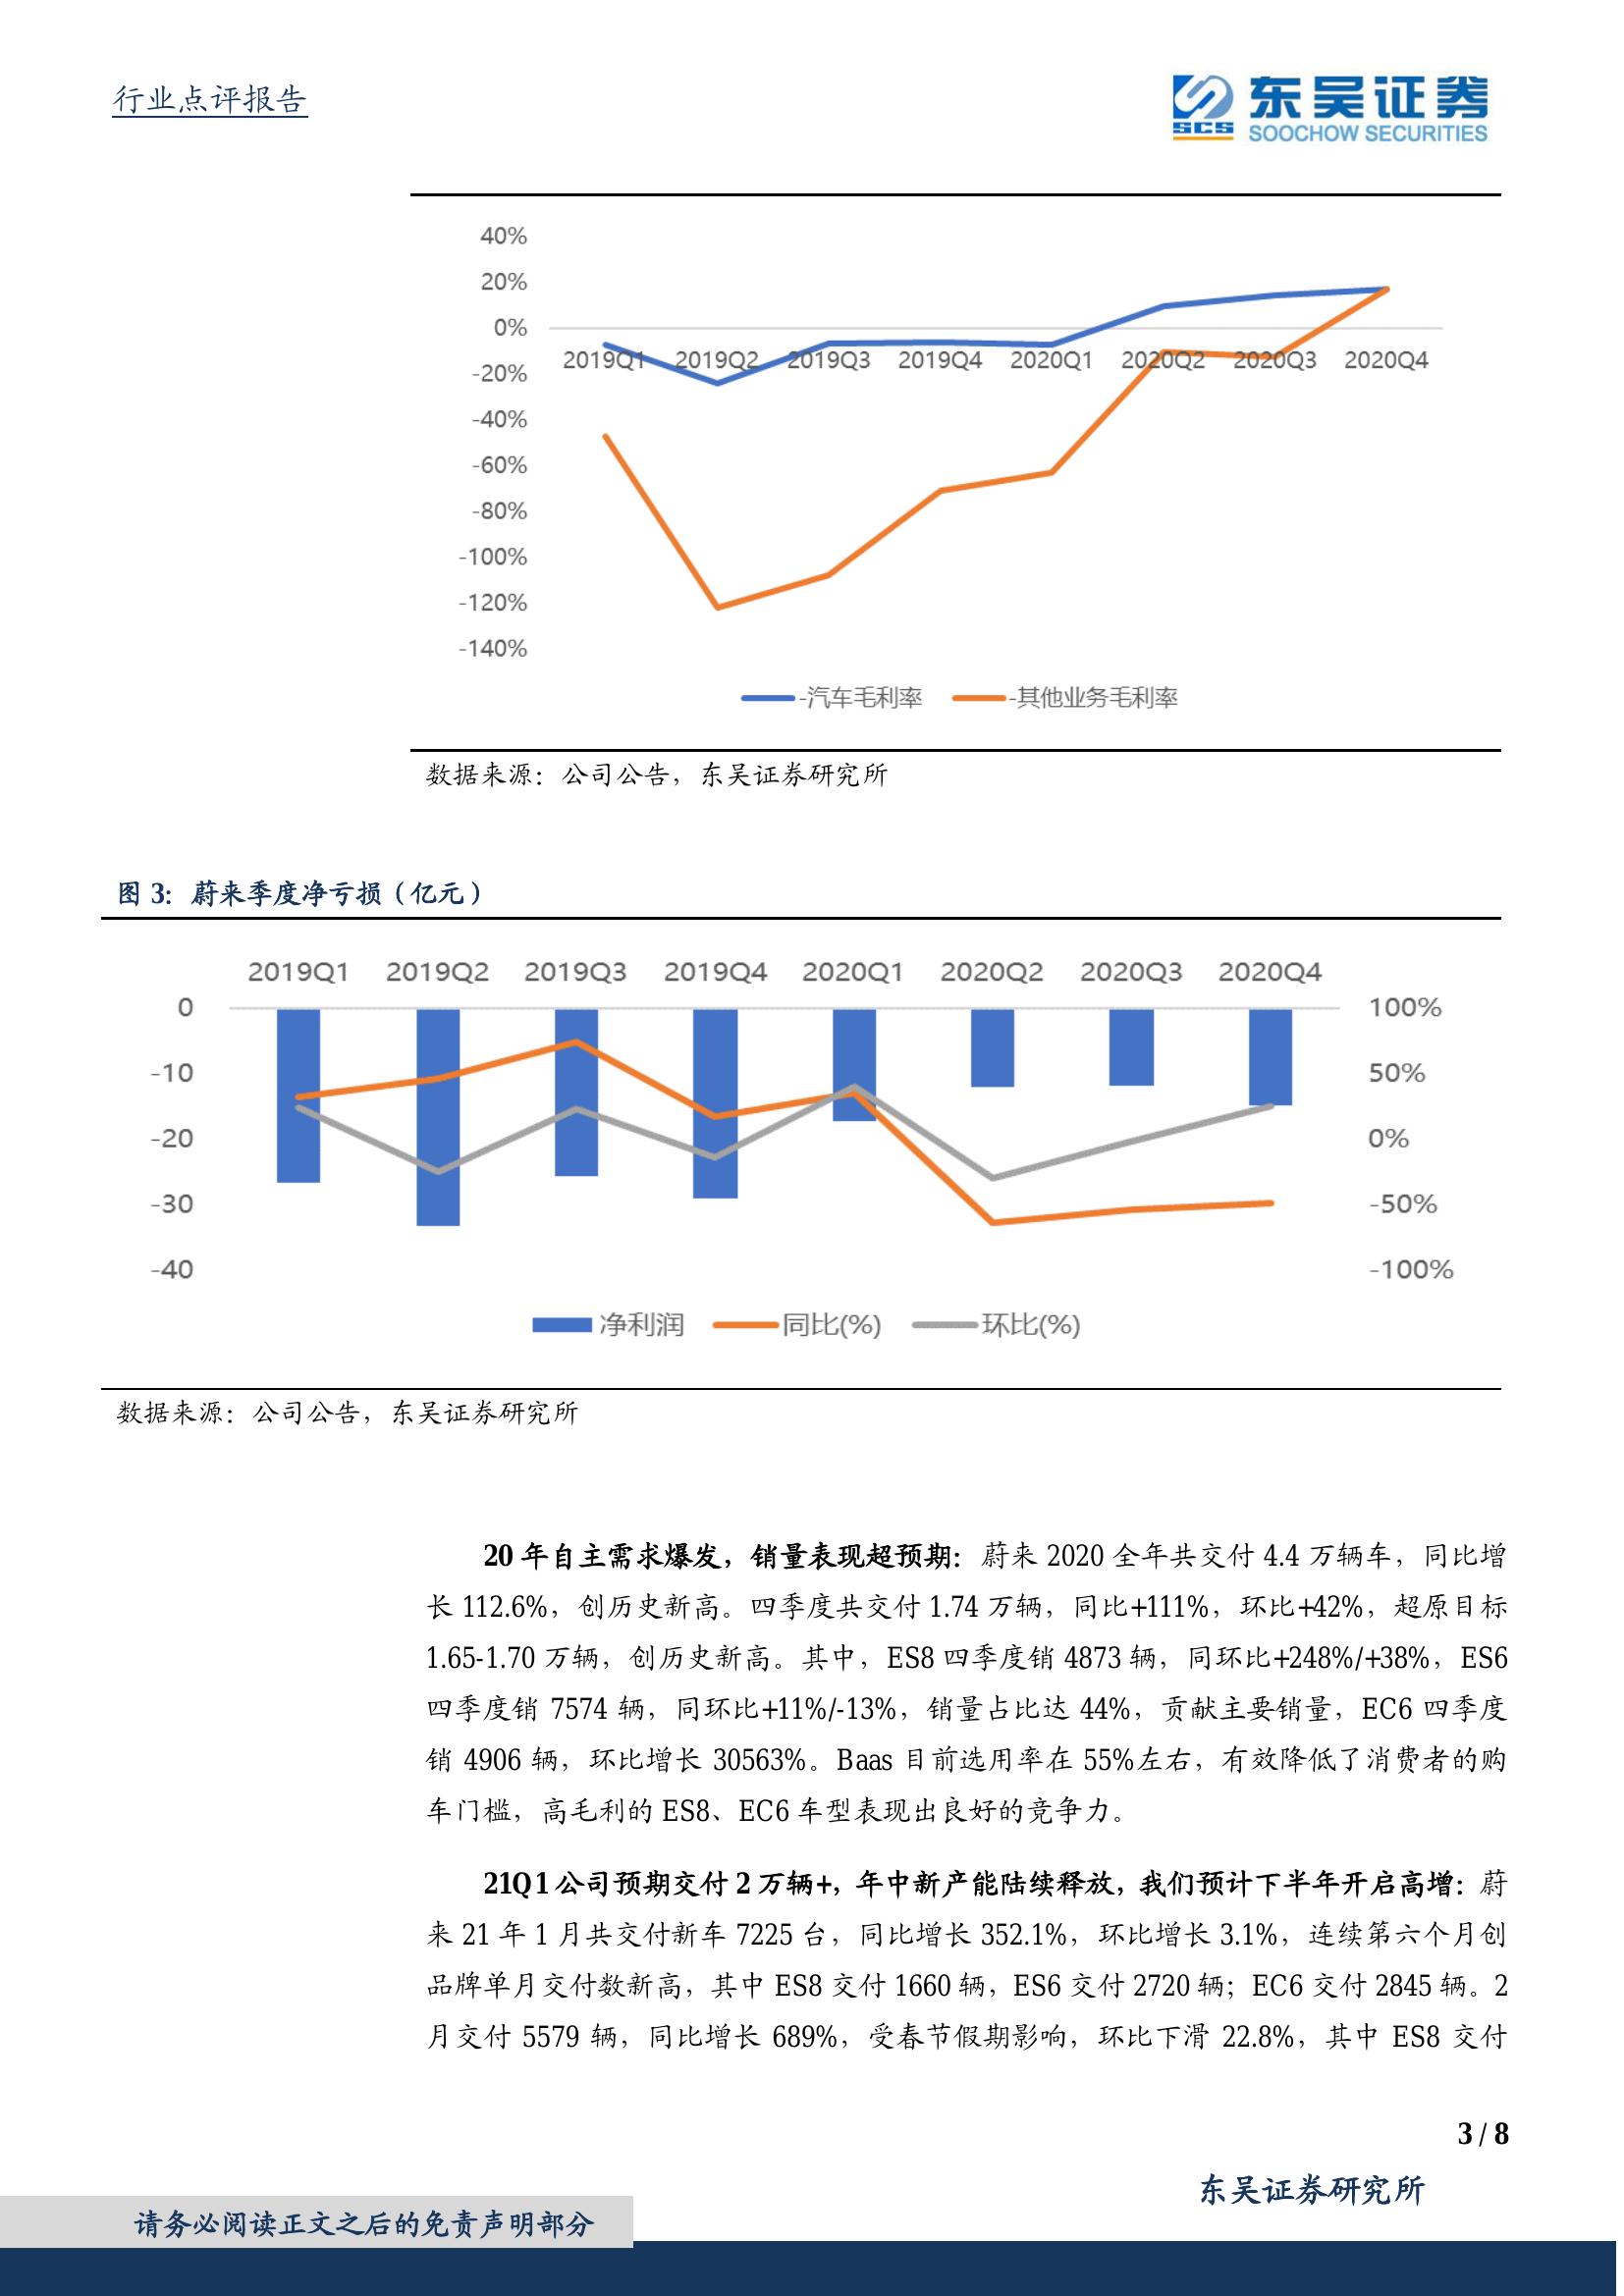 行业点评报告
东吴证券
SCS
SOOCHOW SECURITIES
40%
20%
0%
-20%
-40%
-60%
-80%
-100%
-120%
-140%
2019Q1 2019Q2 2019Q3 2019Q4 2020Q1 2020Q2 2020Q3 2020Q4
-汽车毛利率 -其他业务毛利率
数据来源：公司公告，东吴证券研究所
图 3：蔚来季度净亏损（亿元）
2019Q1 2019Q2 2019Q3 2019Q4 2020Q1 2020Q2 2020Q3 2020Q4
0 100%
-10 50%
-20 0%
-30 -50%
-40 -100%
净利润 同比(%) 环比(%)
数据来源：公司公告，东吴证券研究所
20 年自主需求爆发，销量表现超预期：蔚来 2020 全年共交付 4.4 万辆车，同比增
长 112.6%，创历史新高。四季度共交付 1.74 万辆，同比+111%，环比+42%，超原目标
1.65-1.70 万辆，创历史新高。其中，ES8 四季度销 4873 辆，同环比+248%/+38%，ES6
四季度销 7574 辆，同环比+11%/-13%，销量占比达 44%，贡献主要销量，EC6 四季度
销 4906 辆，环比增长 30563%。Baas 目前选用率在 55%左右，有效降低了消费者的购
车门槛，高毛利的 ES8、EC6 车型表现出良好的竞争力。
21Q1 公司预期交付 2 万辆+，年中新产能陆续释放，我们预计下半年开启高增：蔚
来 21 年 1 月共交付新车 7225 台，同比增长 352.1%，环比增长 3.1%，连续第六个月创
品牌单月交付数新高，其中 ES8 交付 1660 辆，ES6 交付 2720 辆；EC6 交付 2845 辆。2
月交付 5579 辆，同比增长 689%，受春节假期影响，环比下滑 22.8%，其中 ES8 交付
3 / 8
东吴证券研究所
请务必阅读正文之后的免责声明部分